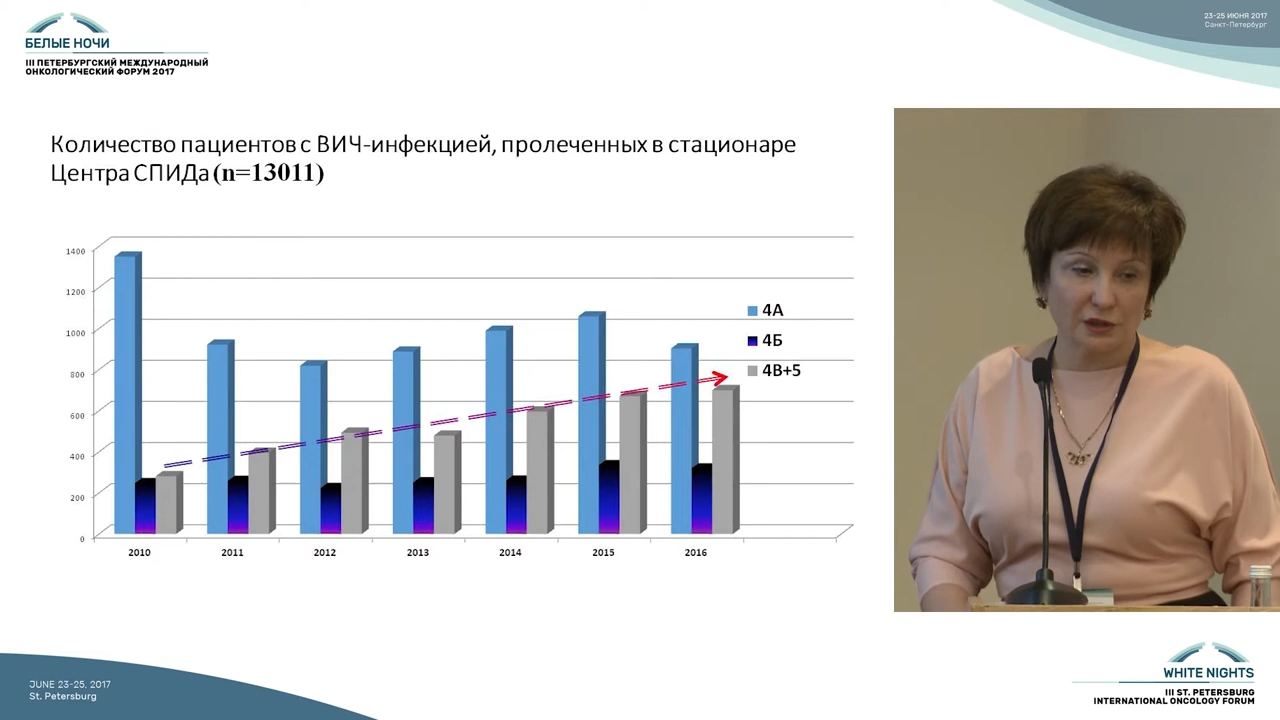 БЕЛЫЕ НОЧИ
III ПЕТЕРБУРГСКИЙ МЕЖДУНАРОДНЫЙ
ОНКОЛОГИЧЕСКИЙ ФОРУМ 2017
23-25 ИЮНЯ 2017
Санкт-Петербург
Количество пациентов с ВИЧ-инфекцией, пролеченных в стационаре
Центра СПИДа (n=13011)
1400
1200
1000
800
600
400
200
0
2010
2011
2012
2013
2014
2015
2016
4А
4Б
4В+5
JUNE 23-25, 2017
St. Petersburg
WHITE NIGHTS
III ST. PETERSBURG
INTERNATIONAL ONCOLOGY FORUM